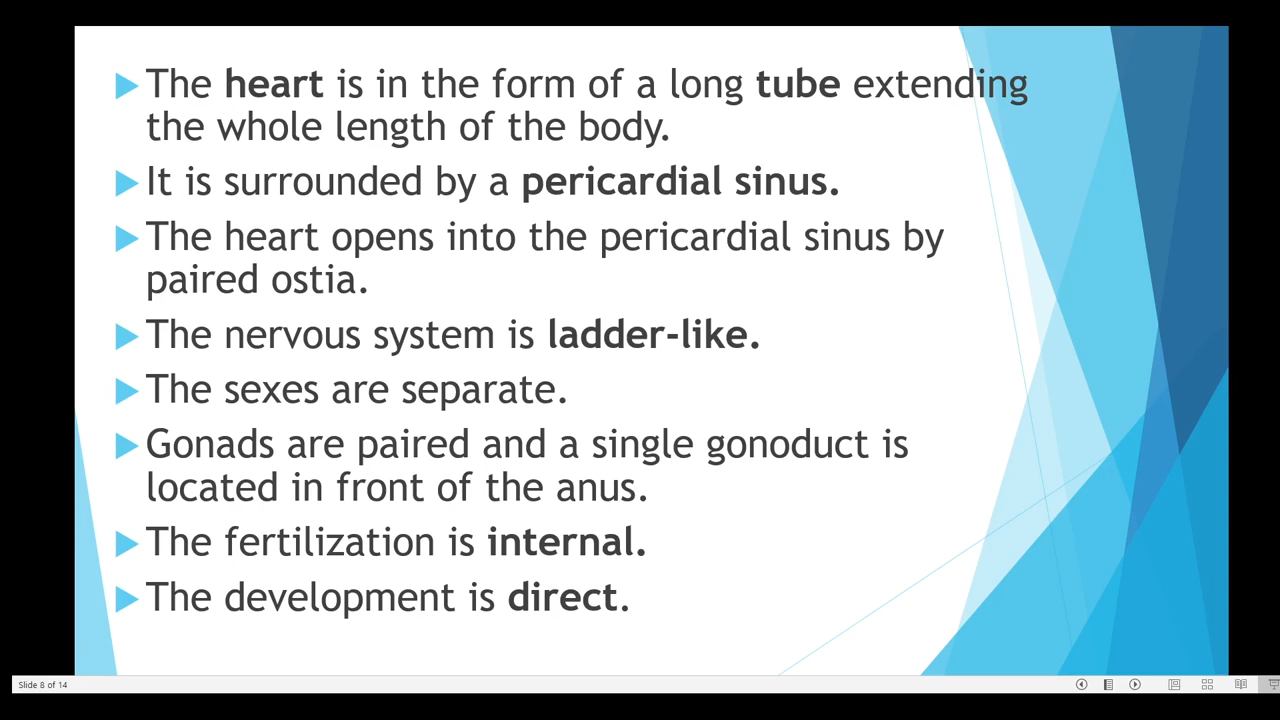 The heart is in the form of a long tube extending
the whole length of the body.
It is surrounded by a pericardial sinus.
The heart opens into the pericardial sinus by
paired ostia.
The nervous system is ladder-like.
The sexes are separate.
Gonads are paired and a single gonoduct is
located in front of the anus.
The fertilization is internal.
The development is direct.
Slide 8 of 14